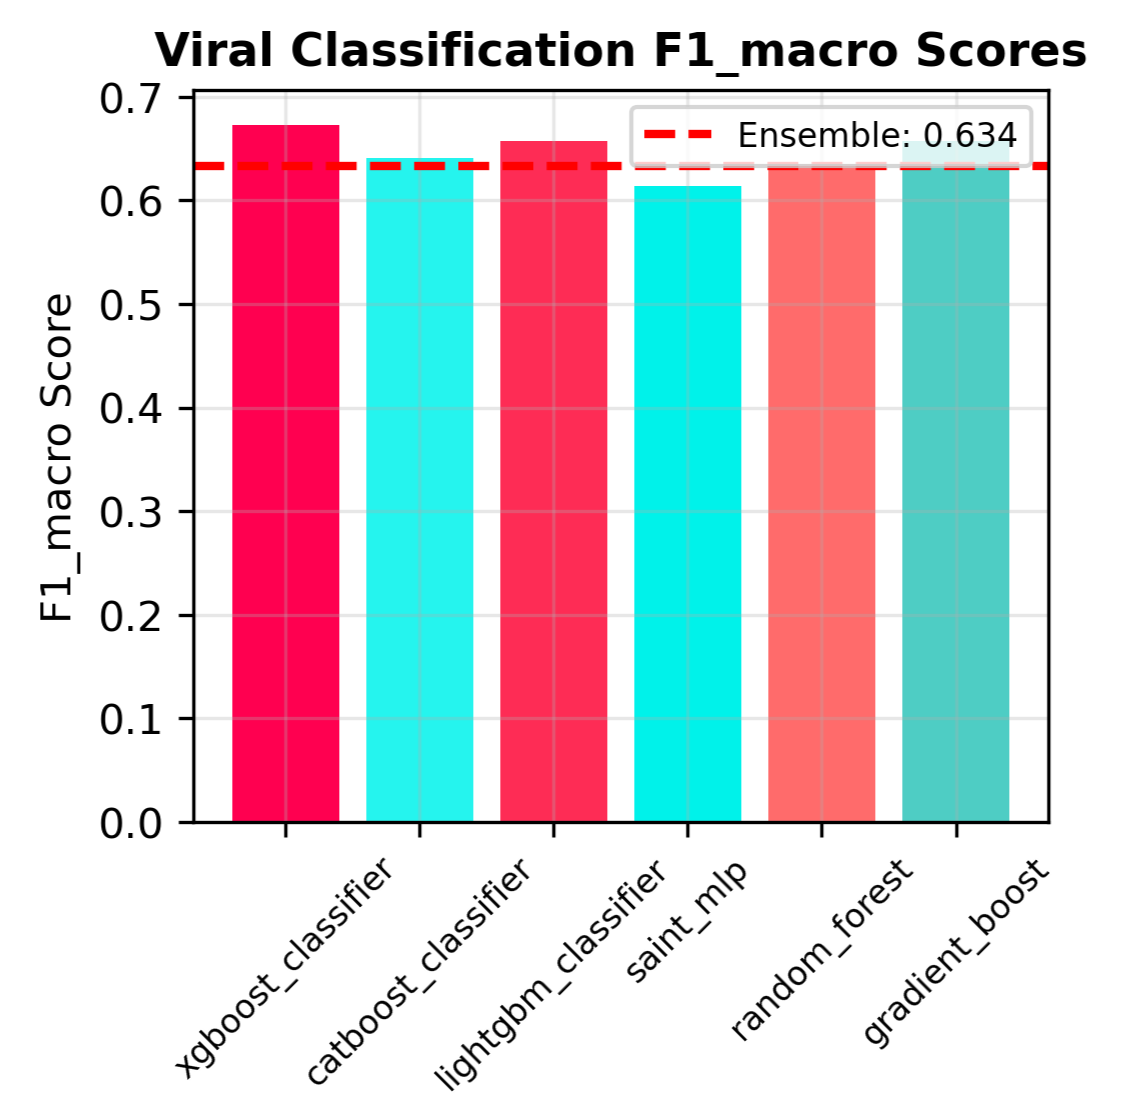 Viral Classification F1_macro Scores
Ensemble: 0.634
F1_macro Score
0.7
0.6
0.5
0.4
0.3
0.2
0.1
0.0
xgboost_classifier
catboost_classifier
lightgbm_classifier
saint_mlp
random_forest
gradient_boost